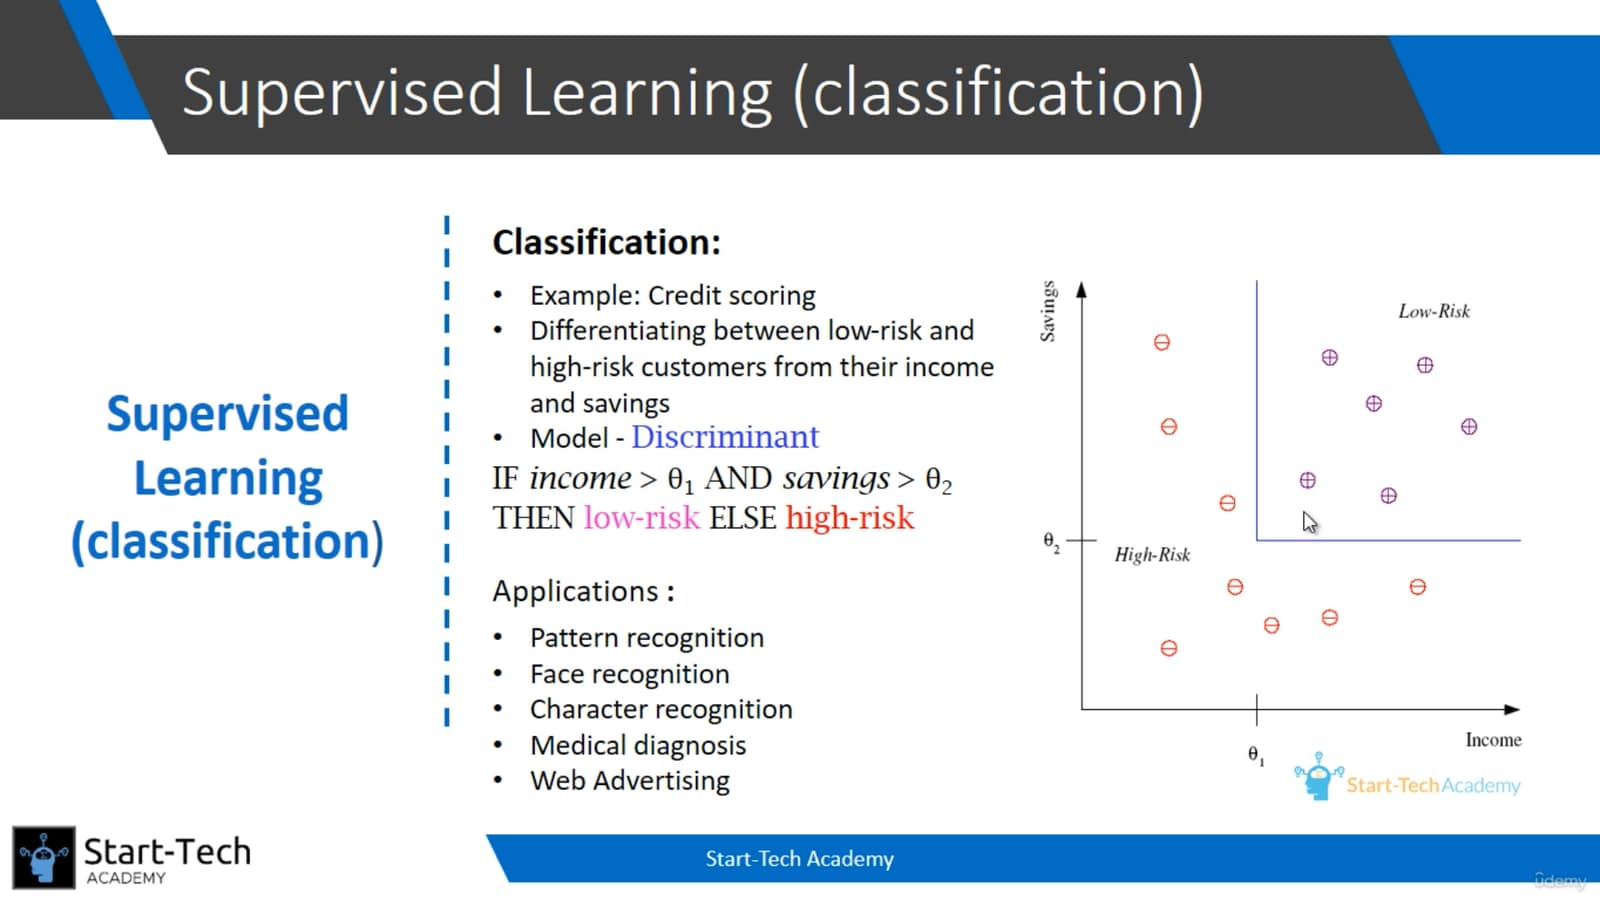 Supervised Learning (classification)
Supervised
Learning
(classification)
Classification:
• Example: Credit scoring
• Differentiating between low-risk and
high-risk customers from their income
and savings
• Model - Discriminant
IF income > θ₁ AND savings > θ₂
THEN low-risk ELSE high-risk
Applications :
• Pattern recognition
• Face recognition
• Character recognition
• Medical diagnosis
• Web Advertising
Savings
Low-Risk
θ₂
High-Risk
Income
θ₁
Start-Tech Academy
Start-Tech
ACADEMY
Start-Tech Academy
ûdemy